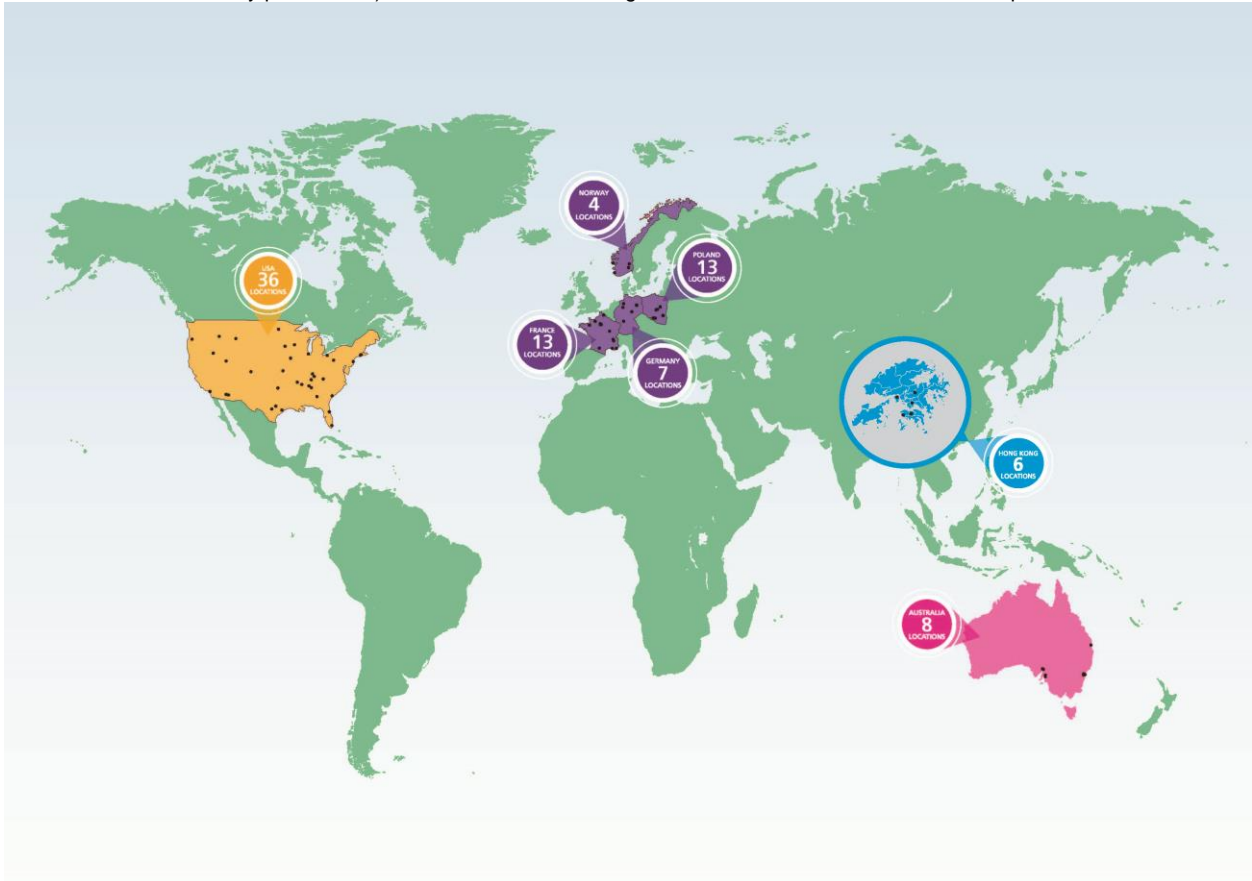 NORWAY
4
LOCATIONS
POLAND
13
LOCATIONS
USA
36
LOCATIONS
FRANCE
13
LOCATIONS
GERMANY
7
LOCATIONS
HONG KONG
6
LOCATIONS
AUSTRALIA
8
LOCATIONS